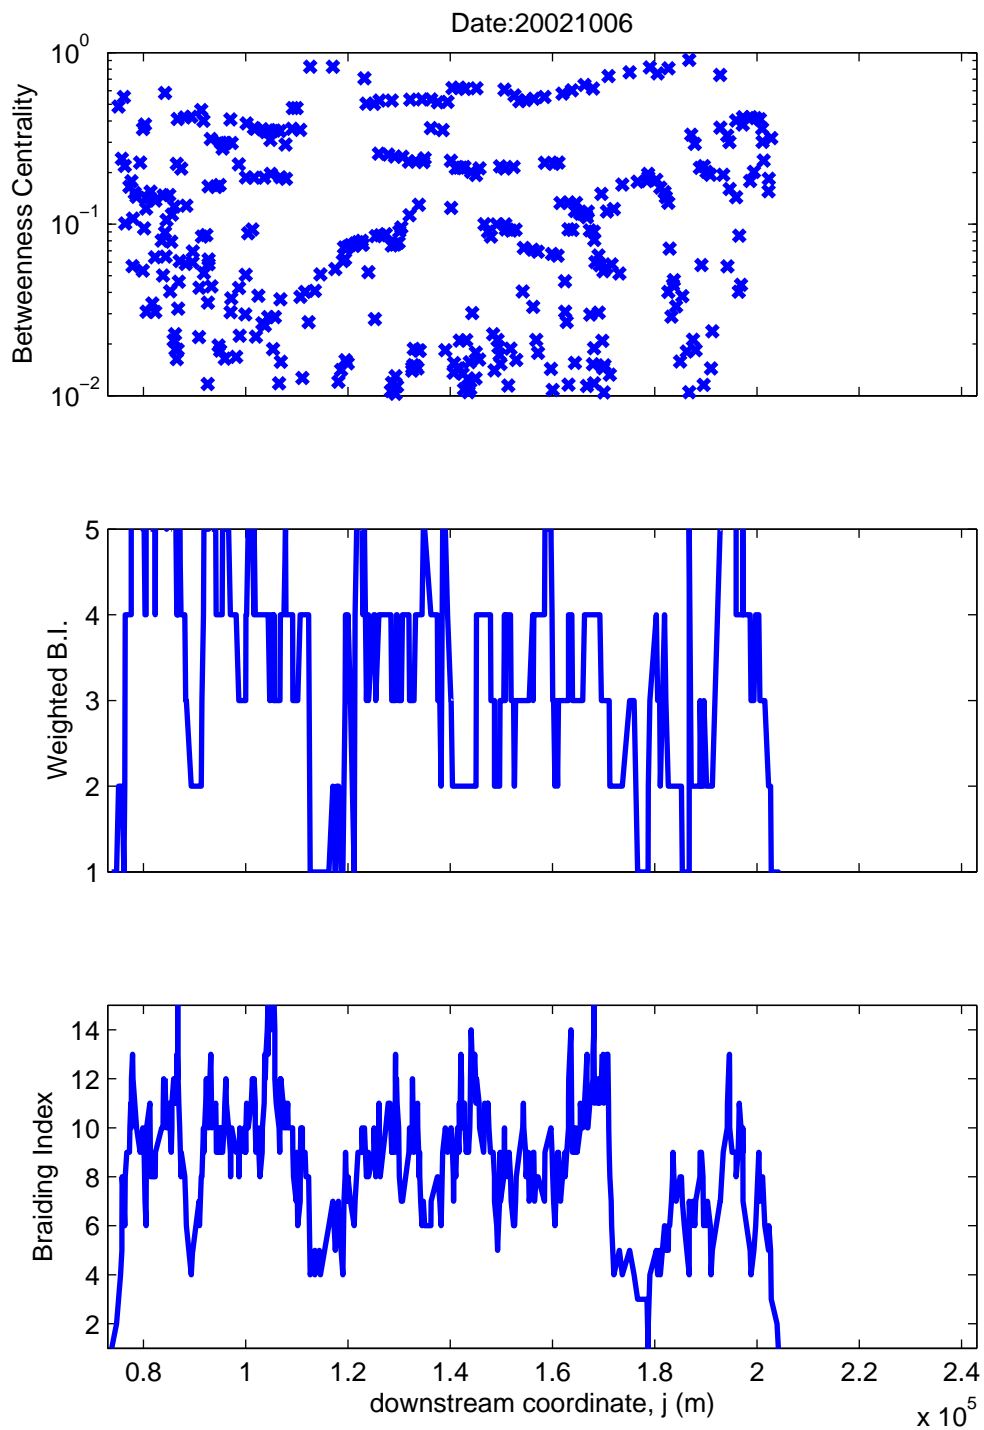 Date:20021006
Betweenness Centrality
10^0
10^−1
10^−2
Weighted B.I.
5
4
3
2
1
Braiding Index
14
12
10
8
6
4
2
0.8 1 1.2 1.4 1.6 1.8 2 2.2 2.4
downstream coordinate, j (m)
x 10^5